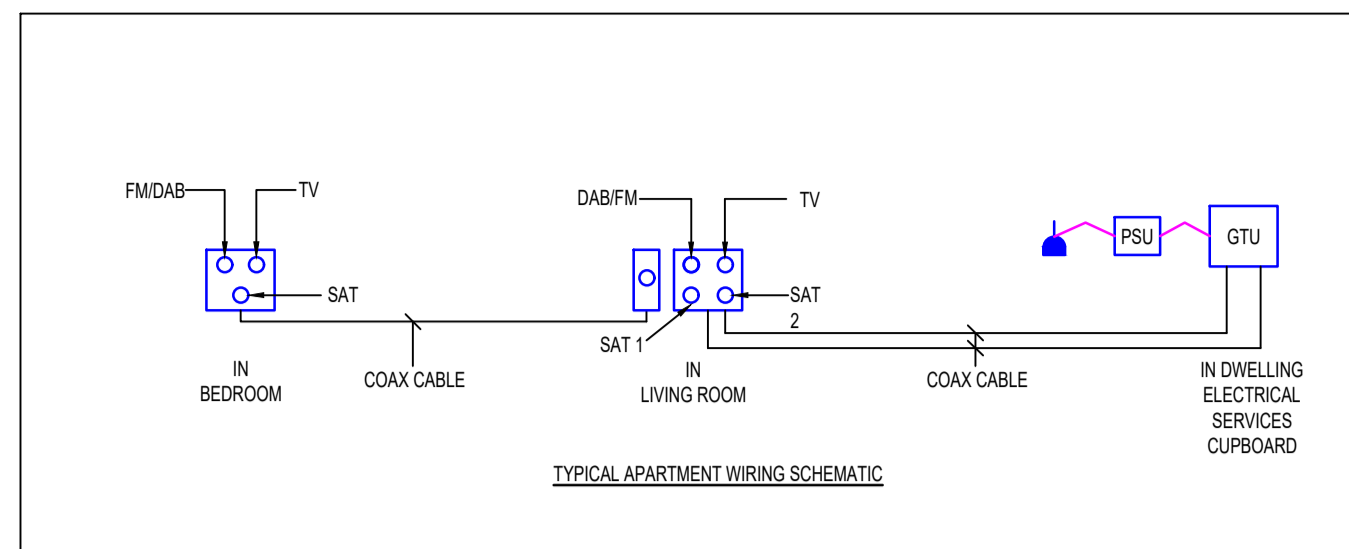 FM/DAB
TV
DAB/FM
TV
PSU
GTU
SAT
SAT
2
SAT 1
IN
BEDROOM
COAX CABLE
IN
LIVING ROOM
COAX CABLE
IN DWELLING
ELECTRICAL
SERVICES
CUPBOARD
TYPICAL APARTMENT WIRING SCHEMATIC